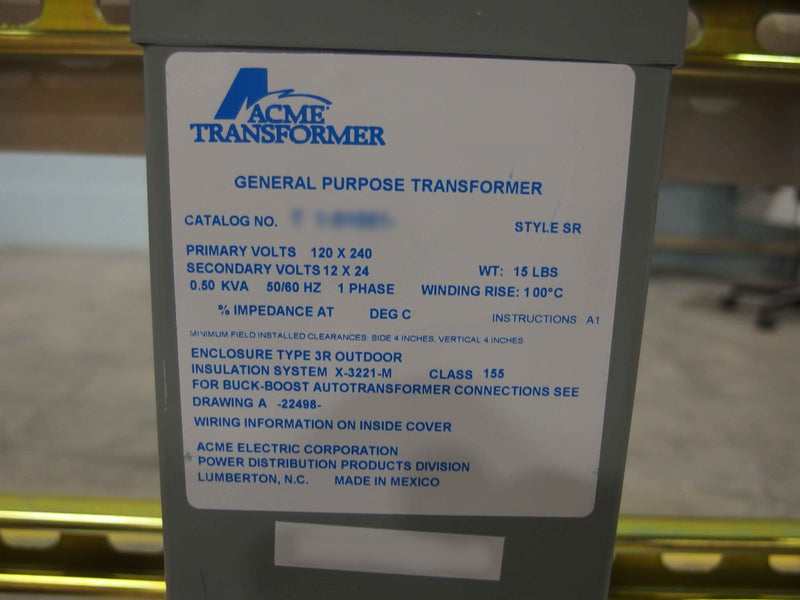 ACME
TRANSFORMER
GENERAL PURPOSE TRANSFORMER
CATALOG NO.
STYLE SR
PRIMARY VOLTS 120 X 240
SECONDARY VOLTS 12 X 24 WT: 15 LBS
0.50 KVA 50/60 HZ 1 PHASE WINDING RISE: 100°C
% IMPEDANCE AT DEG C INSTRUCTIONS A1
MINIMUM FIELD INSTALLED CLEARANCES: SIDE 4 INCHES, VERTICAL 4 INCHES
ENCLOSURE TYPE 3R OUTDOOR
INSULATION SYSTEM X-3221-M CLASS 155
FOR BUCK-BOOST AUTOTRANSFORMER CONNECTIONS SEE
DRAWING A -22498-
WIRING INFORMATION ON INSIDE COVER
ACME ELECTRIC CORPORATION
POWER DISTRIBUTION PRODUCTS DIVISION
LUMBERTON, N.C. MADE IN MEXICO